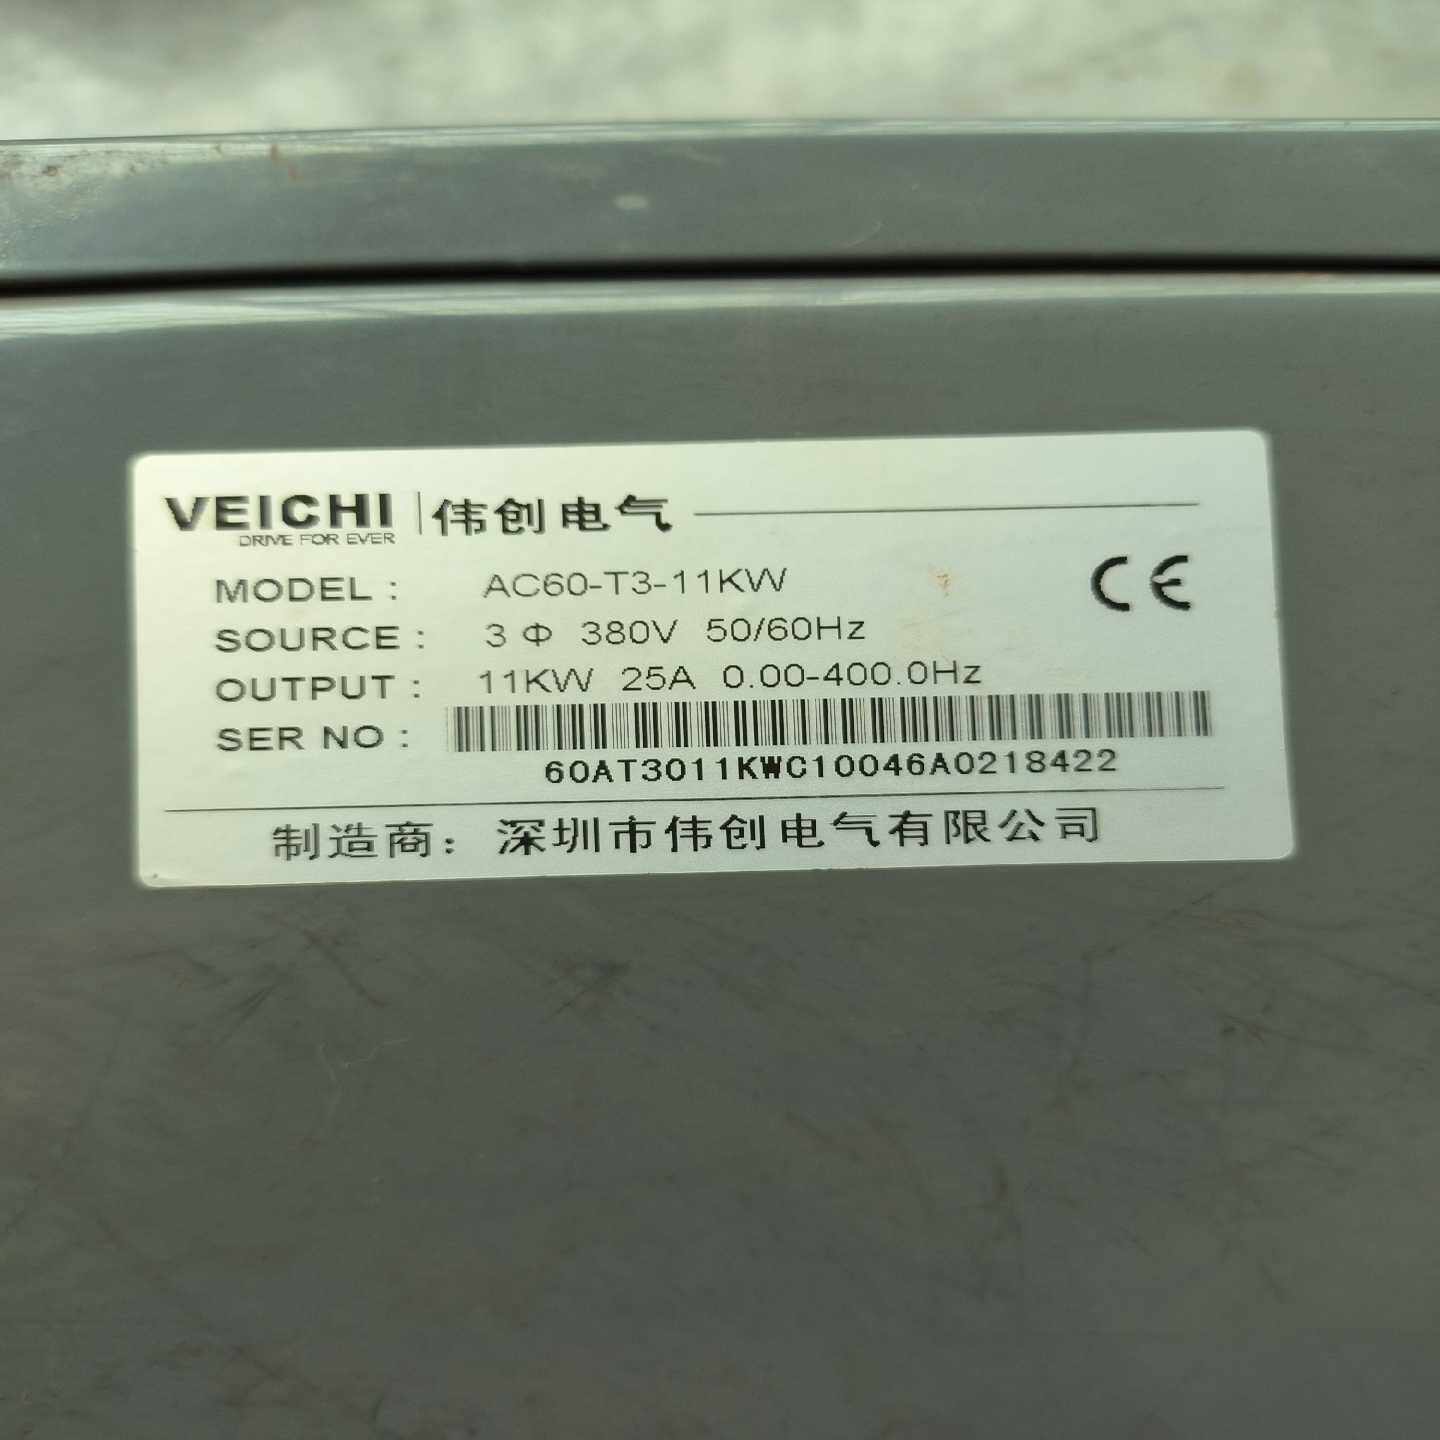 VEICHI 伟创电气
DRIVE FOR EVER
MODEL : AC60-T3-11KW
CE
SOURCE : 3 Φ 380V 50/60Hz
OUTPUT : 11KW 25A 0.00-400.0Hz
SER NO :
60AT3011KWC10046A0218422
制造商: 深圳市伟创电气有限公司